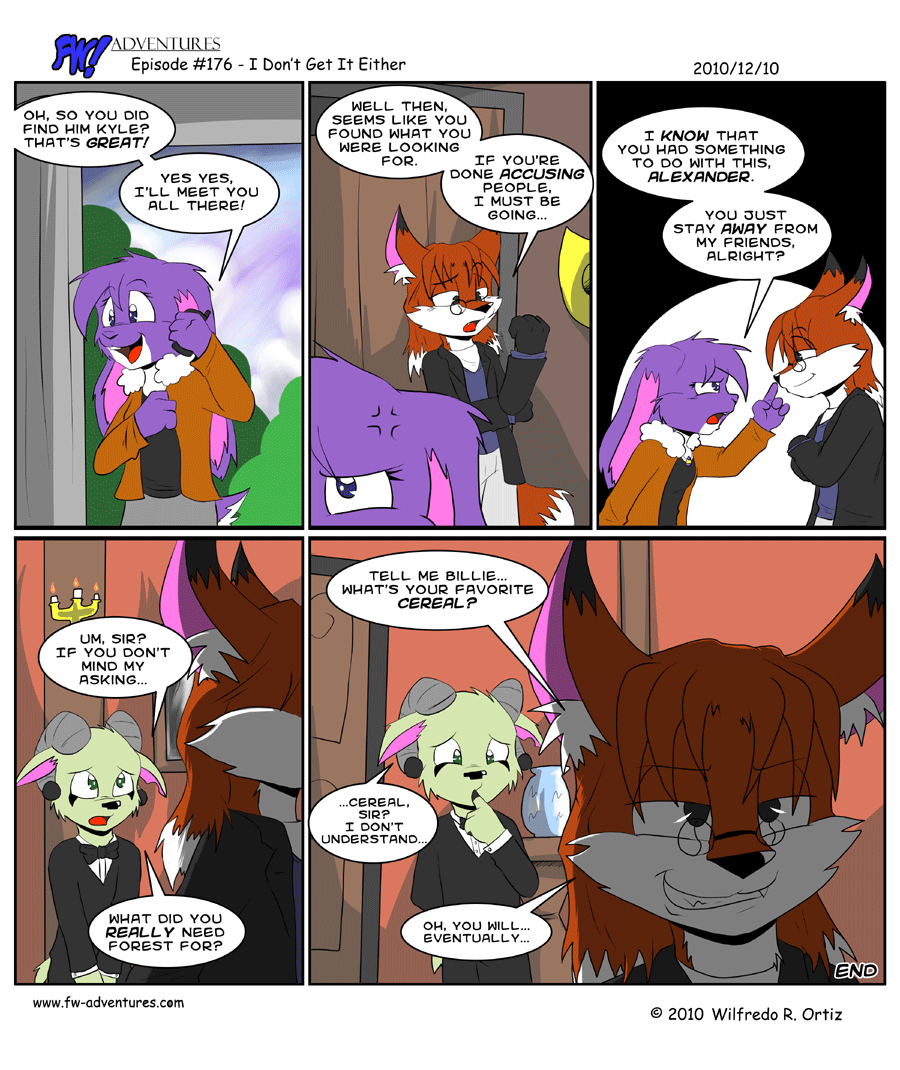 FW! ADVENTURES
Episode #176 - I Don't Get It Either
2010/12/10
OH, SO YOU DID
FIND HIM KYLE?
THAT'S GREAT!
YES YES,
I'LL MEET YOU
ALL THERE!
WELL THEN,
SEEMS LIKE YOU
FOUND WHAT YOU
WERE LOOKING
FOR.
IF YOU'RE
DONE ACCUSING
PEOPLE,
I MUST BE
GOING...
I KNOW THAT
YOU HAD SOMETHING
TO DO WITH THIS,
ALEXANDER.
YOU JUST
STAY AWAY FROM
MY FRIENDS,
ALRIGHT?
UM, SIR?
IF YOU DON'T
MIND MY
ASKING...
WHAT DID YOU
REALLY NEED
FOREST FOR?
TELL ME BILLIE...
WHAT'S YOUR FAVORITE
CEREAL?
...CEREAL,
SIR?
I DON'T
UNDERSTAND...
OH, YOU WILL...
EVENTUALLY...
END
www.fw-adventures.com
© 2010 Wilfredo R. Ortiz